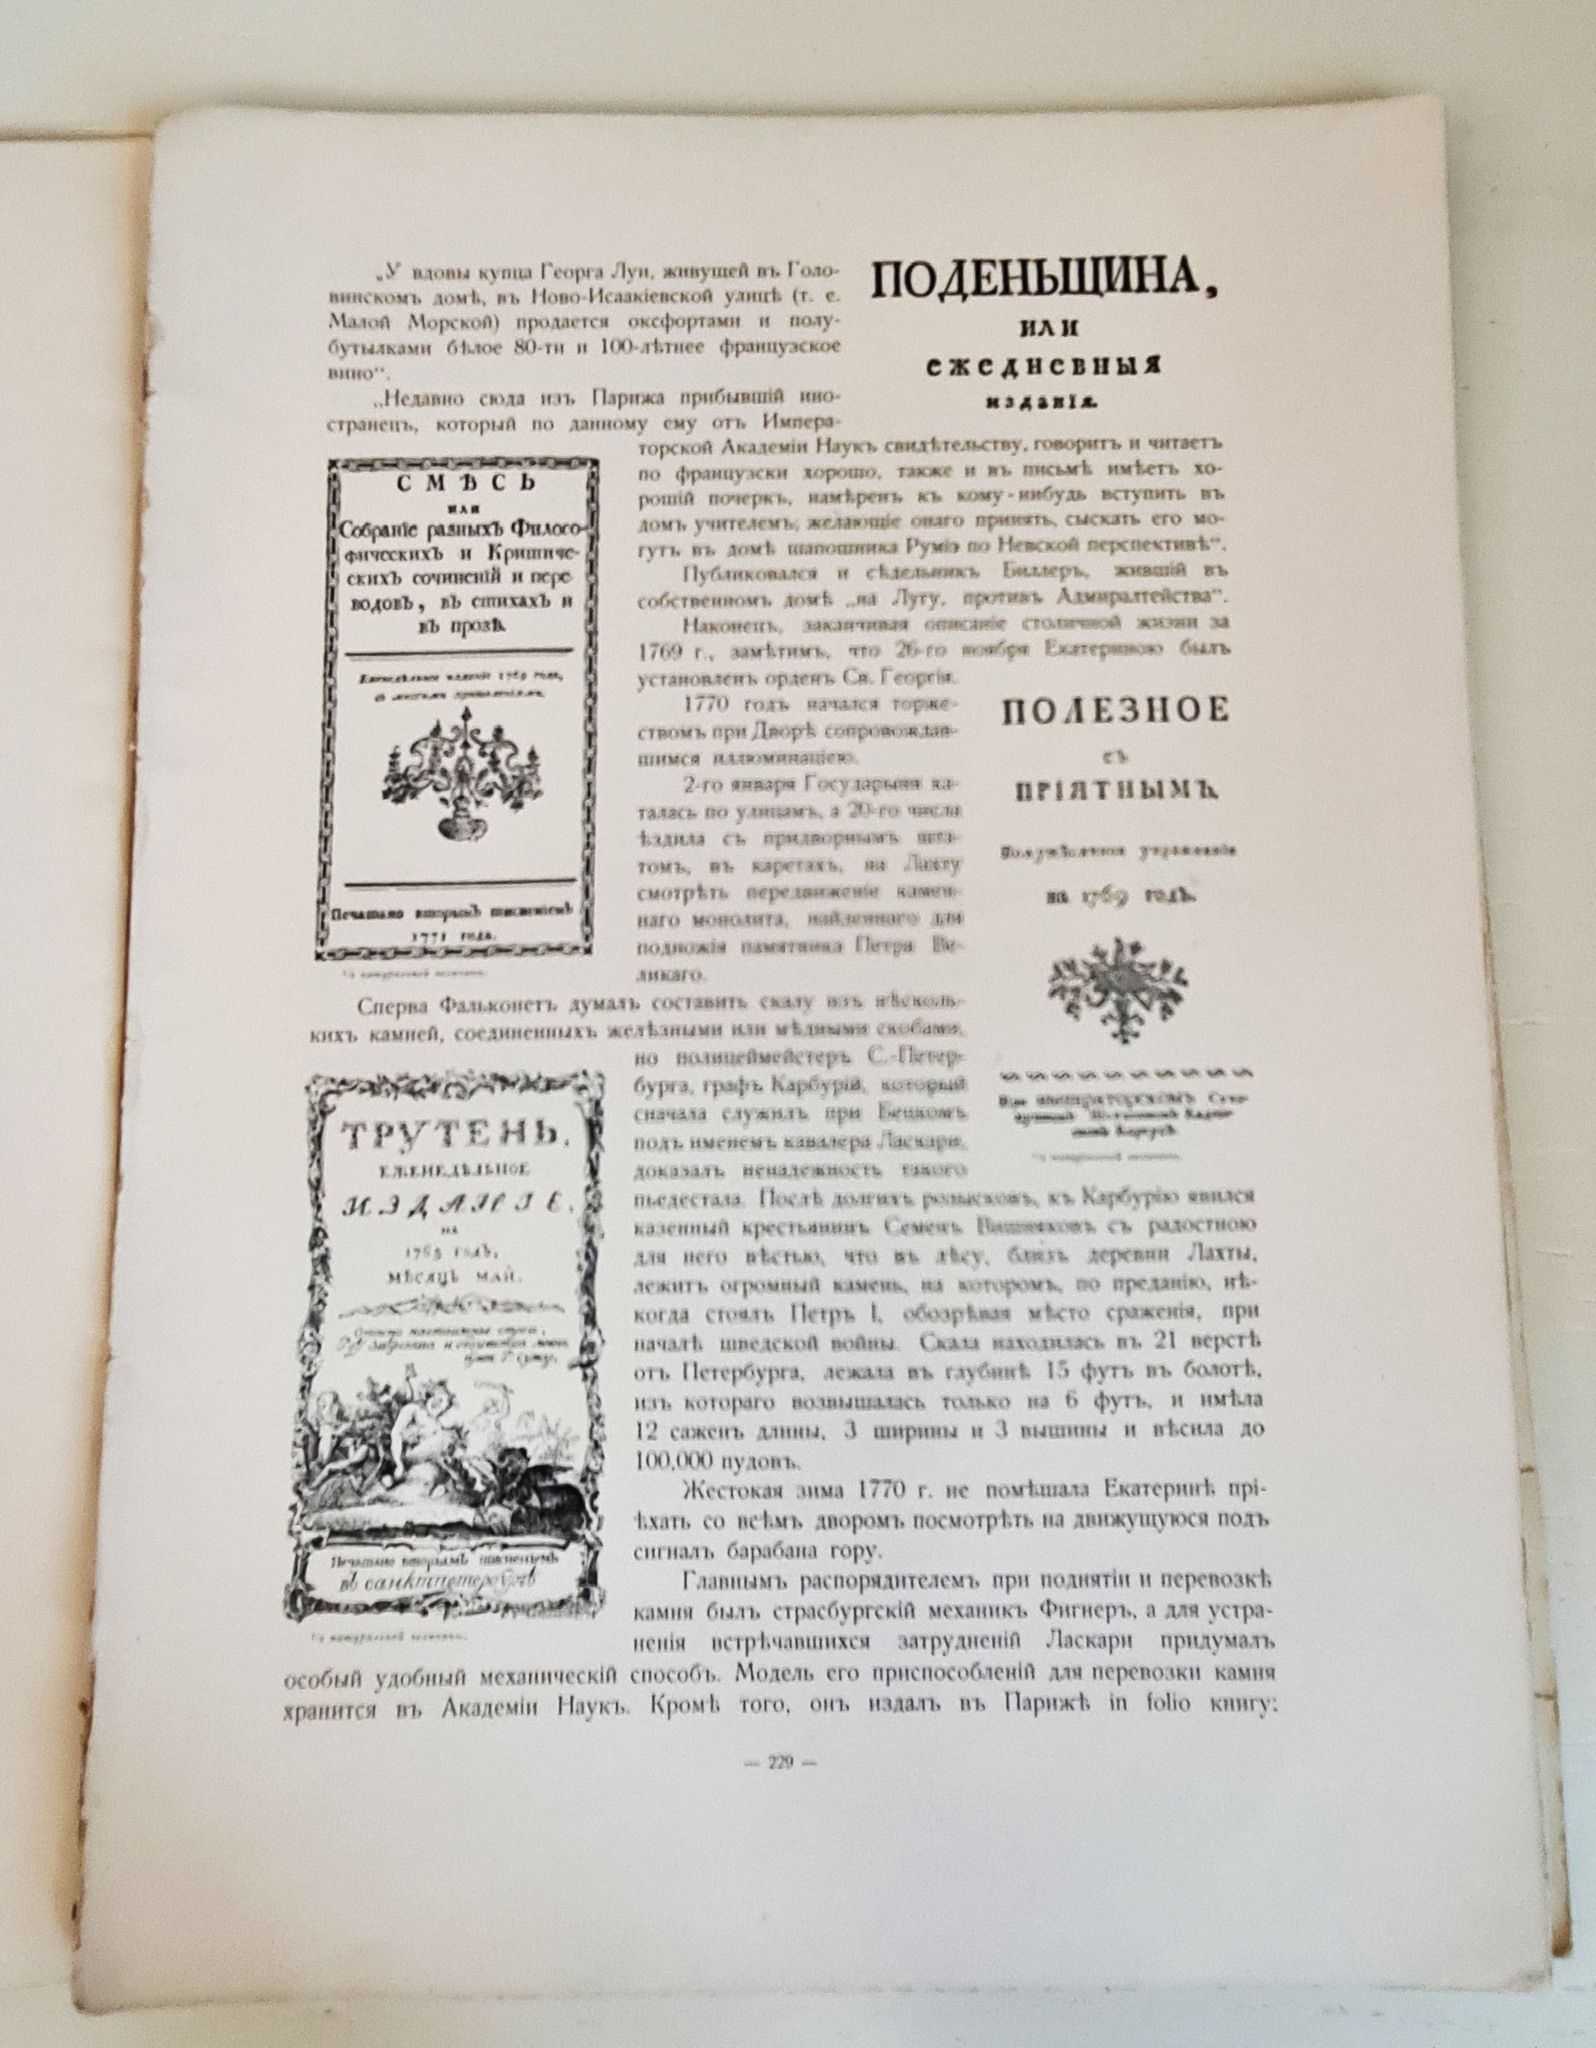 „У вдовы купца Георга Луи, живущей въ Голо-
винскомъ домѣ, въ Ново-Исаакіевской улицѣ (т. е.
Малой Морской) продается оксфортами и полу-
бутылками бѣлое 80-ти и 100-лѣтнее французское
вино“.
„Недавно сюда изъ Парижа прибывшій ино-
странецъ, который по данному ему отъ Импера-
ПОДЕНЬЩИНА,
ИЛИ
ежедневныя
изданія.
торской Академіи Наукъ свидѣтельству, говоритъ и читаетъ
по французски хорошо, также и въ письмѣ имѣетъ хо-
рошій почеркъ, намѣренъ къ кому-нибудь вступить въ
домъ учителемъ; желающіе онаго принять, сыскать его мо-
гутъ въ домѣ шапошника Руміэ по Невской перспективѣ“.
Публиковался и сѣдельникъ Биллеръ, жившій въ
собственномъ домѣ „на Лугу, противъ Адмиралтейства“.
Наконецъ, заканчивая описаніе столичной жизни за
1769 г., замѣтимъ, что 26-го ноября Екатериною былъ
установленъ орденъ Св. Георгія.
СМѢСЬ
или
Собраніе разныхъ Филосо-
фическихъ и Критиче-
скихъ сочиненій и пере
водовъ, въ стихахъ и
въ прозѣ.
Еженедѣльное изданіе 1769 года,
Печатано вторымъ тисненіемъ
1771 года.
1770 годъ начался торже-
ствомъ при Дворѣ сопровождав-
шимся иллюминаціею.
2-го января Государыня ка-
талась по улицамъ, а 20-го числа
ѣздила съ придворнымъ шта-
томъ, въ каретахъ, на Лахту
смотрѣть передвиженіе камен-
наго монолита, найденнаго для
подножія памятника Петра Ве-
ликаго.
ПОЛЕЗНОЕ
съ
ПРІЯТНЫМЪ
Полумѣсячное упражненіе
на 1769 годъ.
Сперва Фальконетъ думалъ составить скалу изъ нѣсколь-
кихъ камней, соединенныхъ желѣзными или мѣдными скобами,
но полицеймейстеръ С.-Петер-
бурга, графъ Карбурій, который
сначала служилъ при Бецкомъ
подъ именемъ кавалера Ласкари,
доказалъ ненадежность такого
пьедестала. Послѣ долгихъ розысковъ, къ Карбурію явился
казенный крестьянинъ Семенъ Вишняковъ съ радостною
для него вѣстью, что въ лѣсу, близъ деревни Лахты,
лежитъ огромный камень, на которомъ, по преданію, нѣ-
когда стоялъ Петръ I, обозрѣвая мѣсто сраженія, при
началѣ шведской войны. Скала находилась въ 21 верстѣ
отъ Петербурга, лежала въ глубинѣ 15 футъ въ болотѣ,
изъ котораго возвышалась только на 6 футъ, и имѣла
12 саженъ длины, 3 ширины и 3 вышины и вѣсила до
100,000 пудовъ.
ТРУТЕНЬ.
ЕЖЕНЕДѢЛЬНОЕ
ИЗДАНІЕ,
НА
1769 ГОДЪ,
МѢСЯЦЪ МАЙ.
Печатано вторымъ тисненіемъ
въ санктпетербургѣ
Жестокая зима 1770 г. не помѣшала Екатеринѣ прі-
ѣхать со всѣмъ дворомъ посмотрѣть на движущуюся подъ
сигналъ барабана гору.
Главнымъ распорядителемъ при поднятіи и перевозкѣ
камня былъ страсбургскій механикъ Фигнеръ, а для устра-
ненія встрѣчавшихся затрудненій Ласкари придумалъ
особый удобный механическій способъ. Модель его приспособленій для перевозки камня
хранится въ Академіи Наукъ. Кромѣ того, онъ издалъ въ Парижѣ in folio книгу:
— 229 —